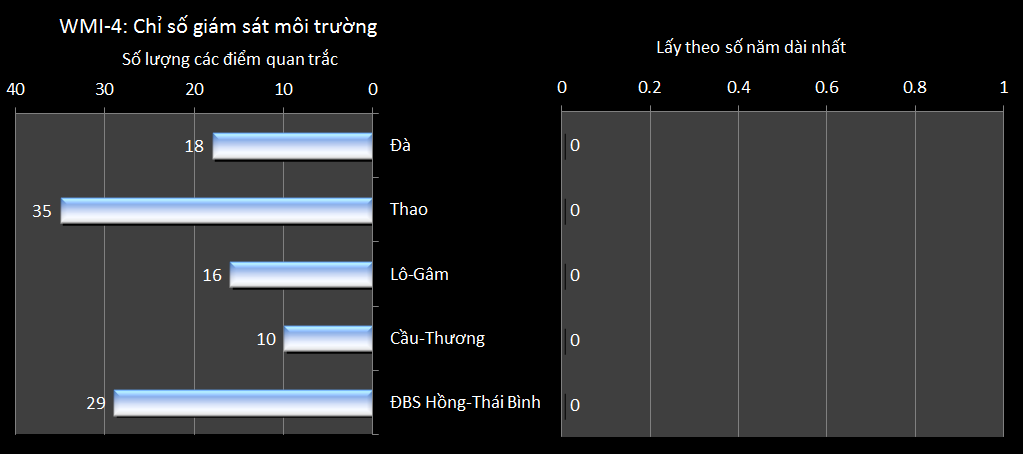 WMI-4: Chỉ số giám sát môi trường
Số lượng các điểm quan trắc
40 30 20 10 0
18 Đà
35 Thao
16 Lô-Gâm
10 Cầu-Thương
29 ĐBS Hồng-Thái Bình
Lấy theo số năm dài nhất
0 0.2 0.4 0.6 0.8 1
0
0
0
0
0